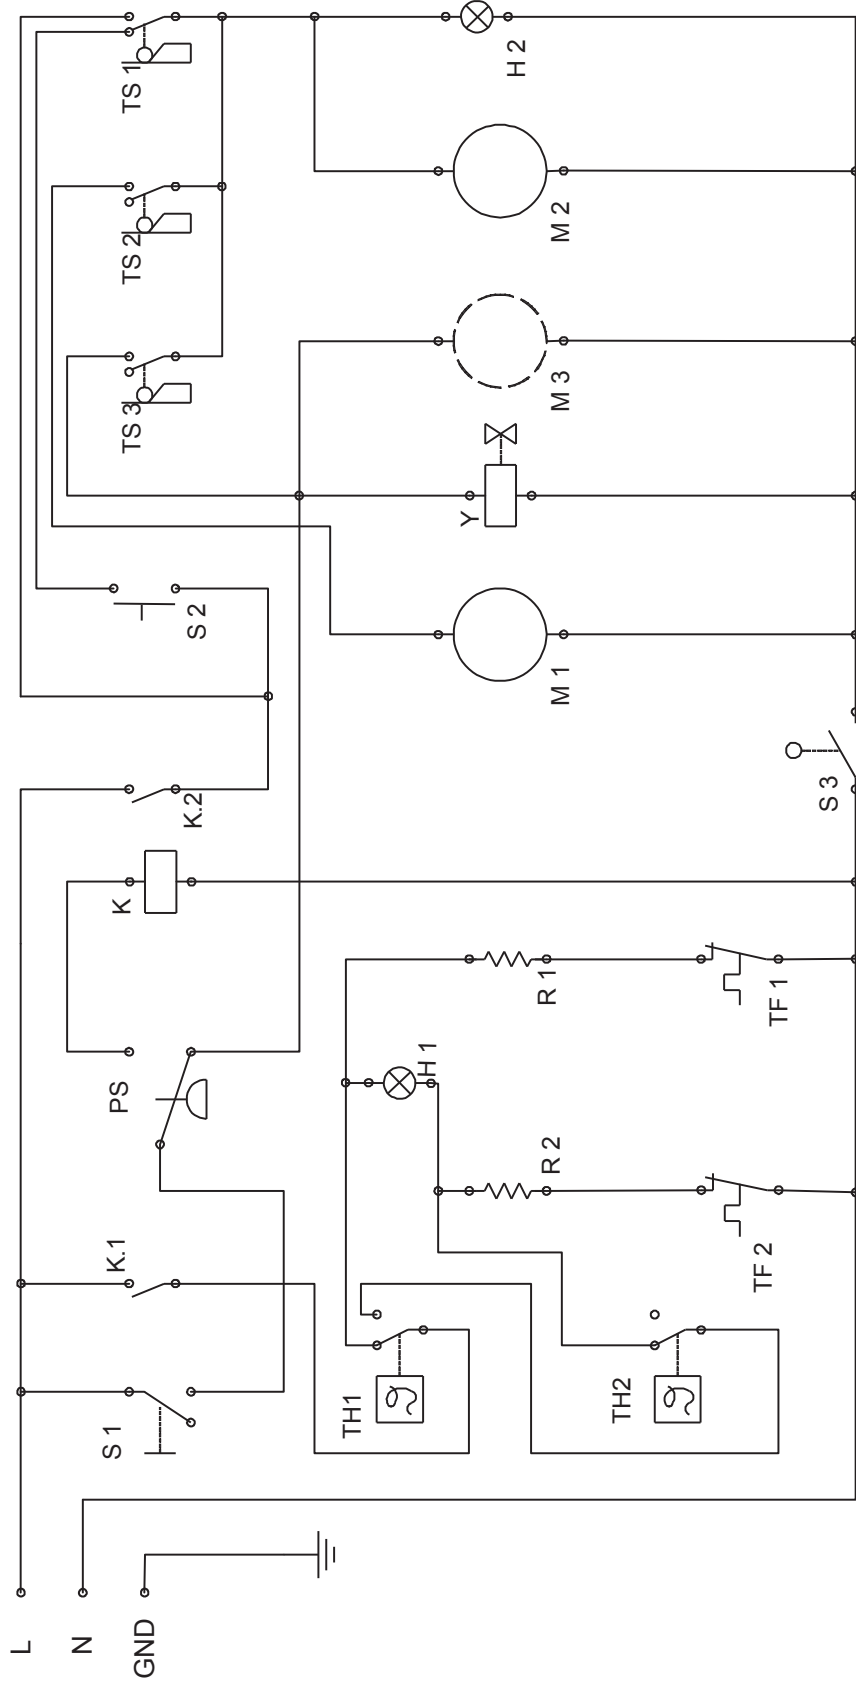 L
N
GND
S 1
K.1
PS
K
K.2
S 2
TS 3
TS 2
TS 1
TH1
TH2
H 1
R 2
R 1
TF 2
TF 1
S 3
M 1
Y
M 3
M 2
H 2